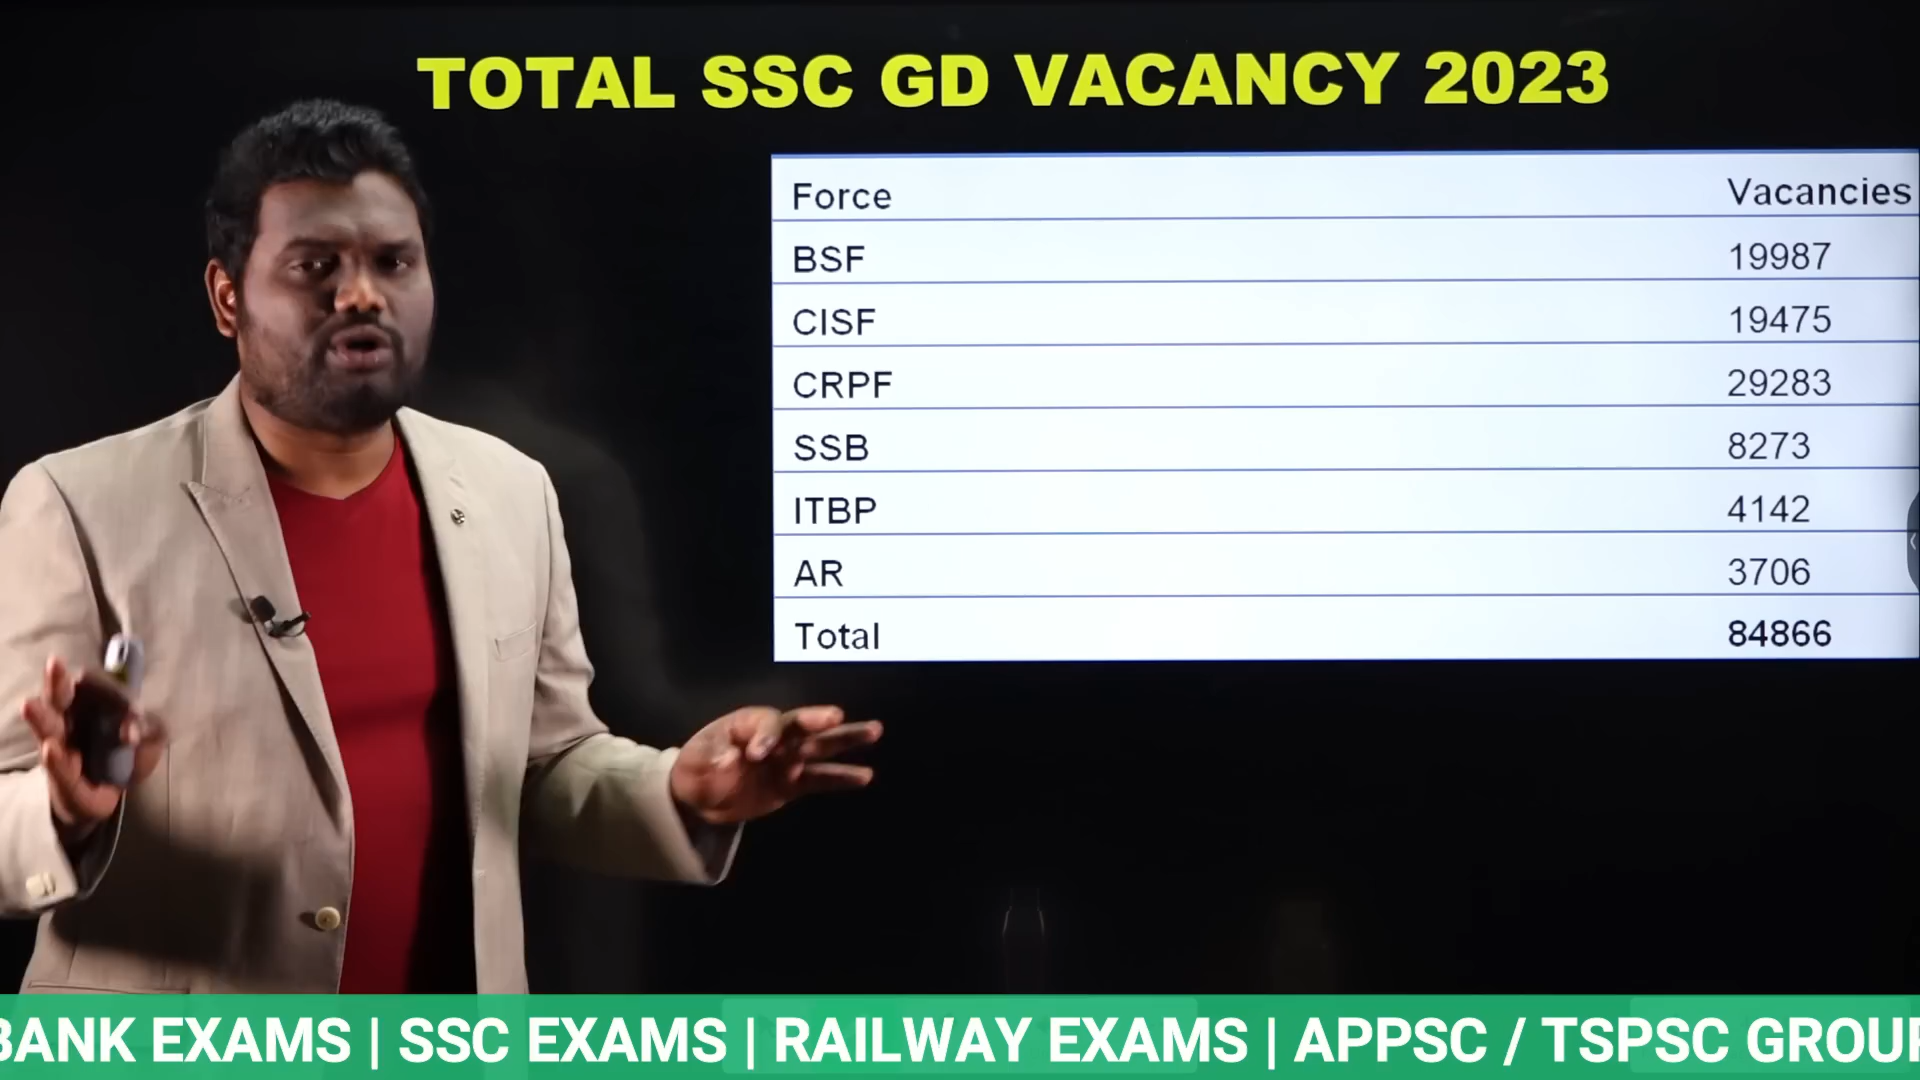 TOTAL SSC GD VACANCY 2023
Force Vacancies
BSF 19987
CISF 19475
CRPF 29283
SSB 8273
ITBP 4142
AR 3706
Total 84866
BANK EXAMS | SSC EXAMS | RAILWAY EXAMS | APPSC / TSPSC GROUP